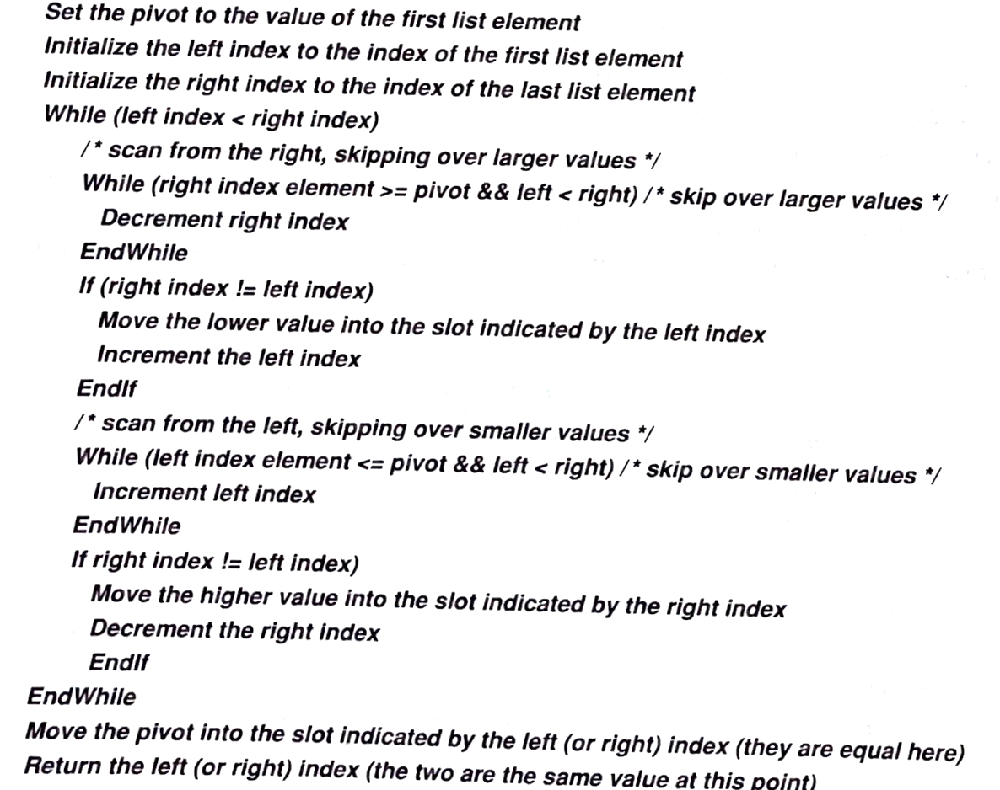 Set the pivot to the value of the first list element
Initialize the left index to the index of the first list element
Initialize the right index to the index of the last list element
While (left index < right index)
/* scan from the right, skipping over larger values */
While (right index element >= pivot && left < right) /* skip over larger values */
Decrement right index
EndWhile
If (right index != left index)
Move the lower value into the slot indicated by the left index
Increment the left index
EndIf
/* scan from the left, skipping over smaller values */
While (left index element <= pivot && left < right) /* skip over smaller values */
Increment left index
EndWhile
If right index != left index)
Move the higher value into the slot indicated by the right index
Decrement the right index
EndIf
EndWhile
Move the pivot into the slot indicated by the left (or right) index (they are equal here)
Return the left (or right) index (the two are the same value at this point)